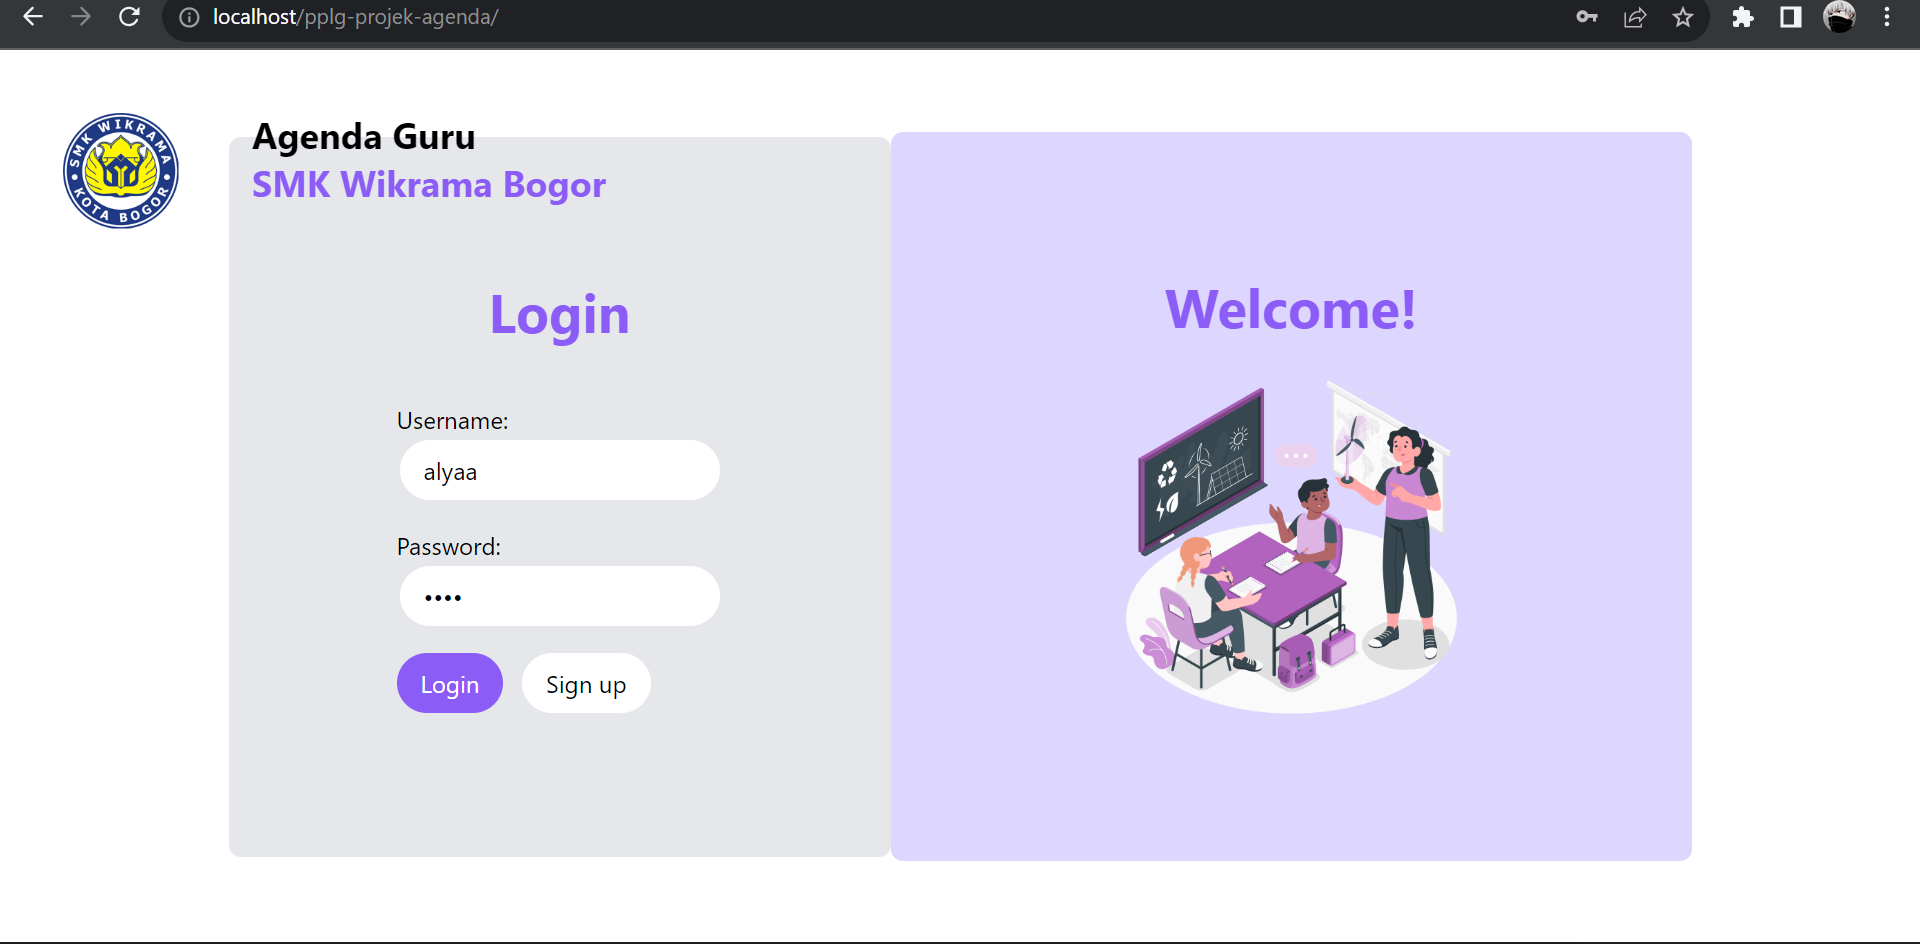 localhost/pplg-projek-agenda/
SMK WIKRAMA
KOTA BOGOR
Agenda Guru
SMK Wikrama Bogor
Login
Username:
alyaa
Password:
••••
Login
Sign up
Welcome!